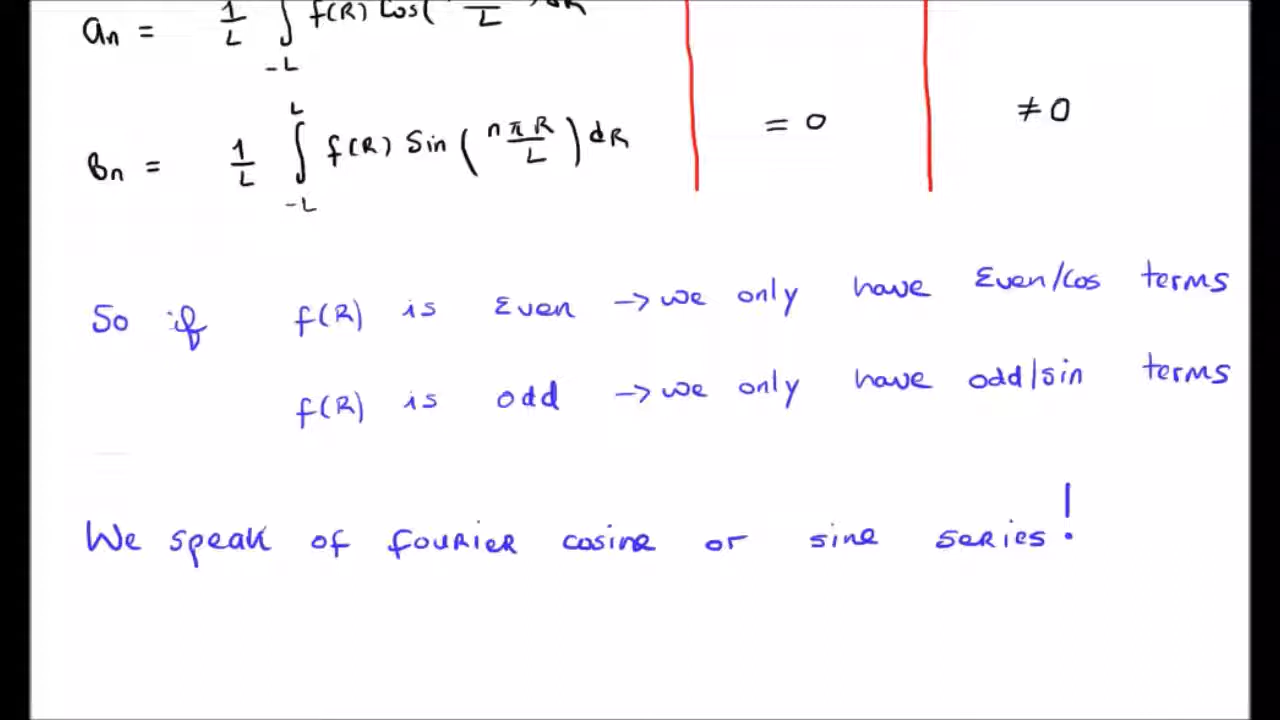 an = 1/L ∫_{-L} f(R) Cos( /L ) dR
Bn = 1/L ∫_{-L}^{L} f(R) Sin ( nπR/L ) dR = 0 ≠ 0
So if f(R) is Even → we only have Even/Cos terms
f(R) is odd → we only have odd/sin terms
We speak of fourier cosine or sine series!